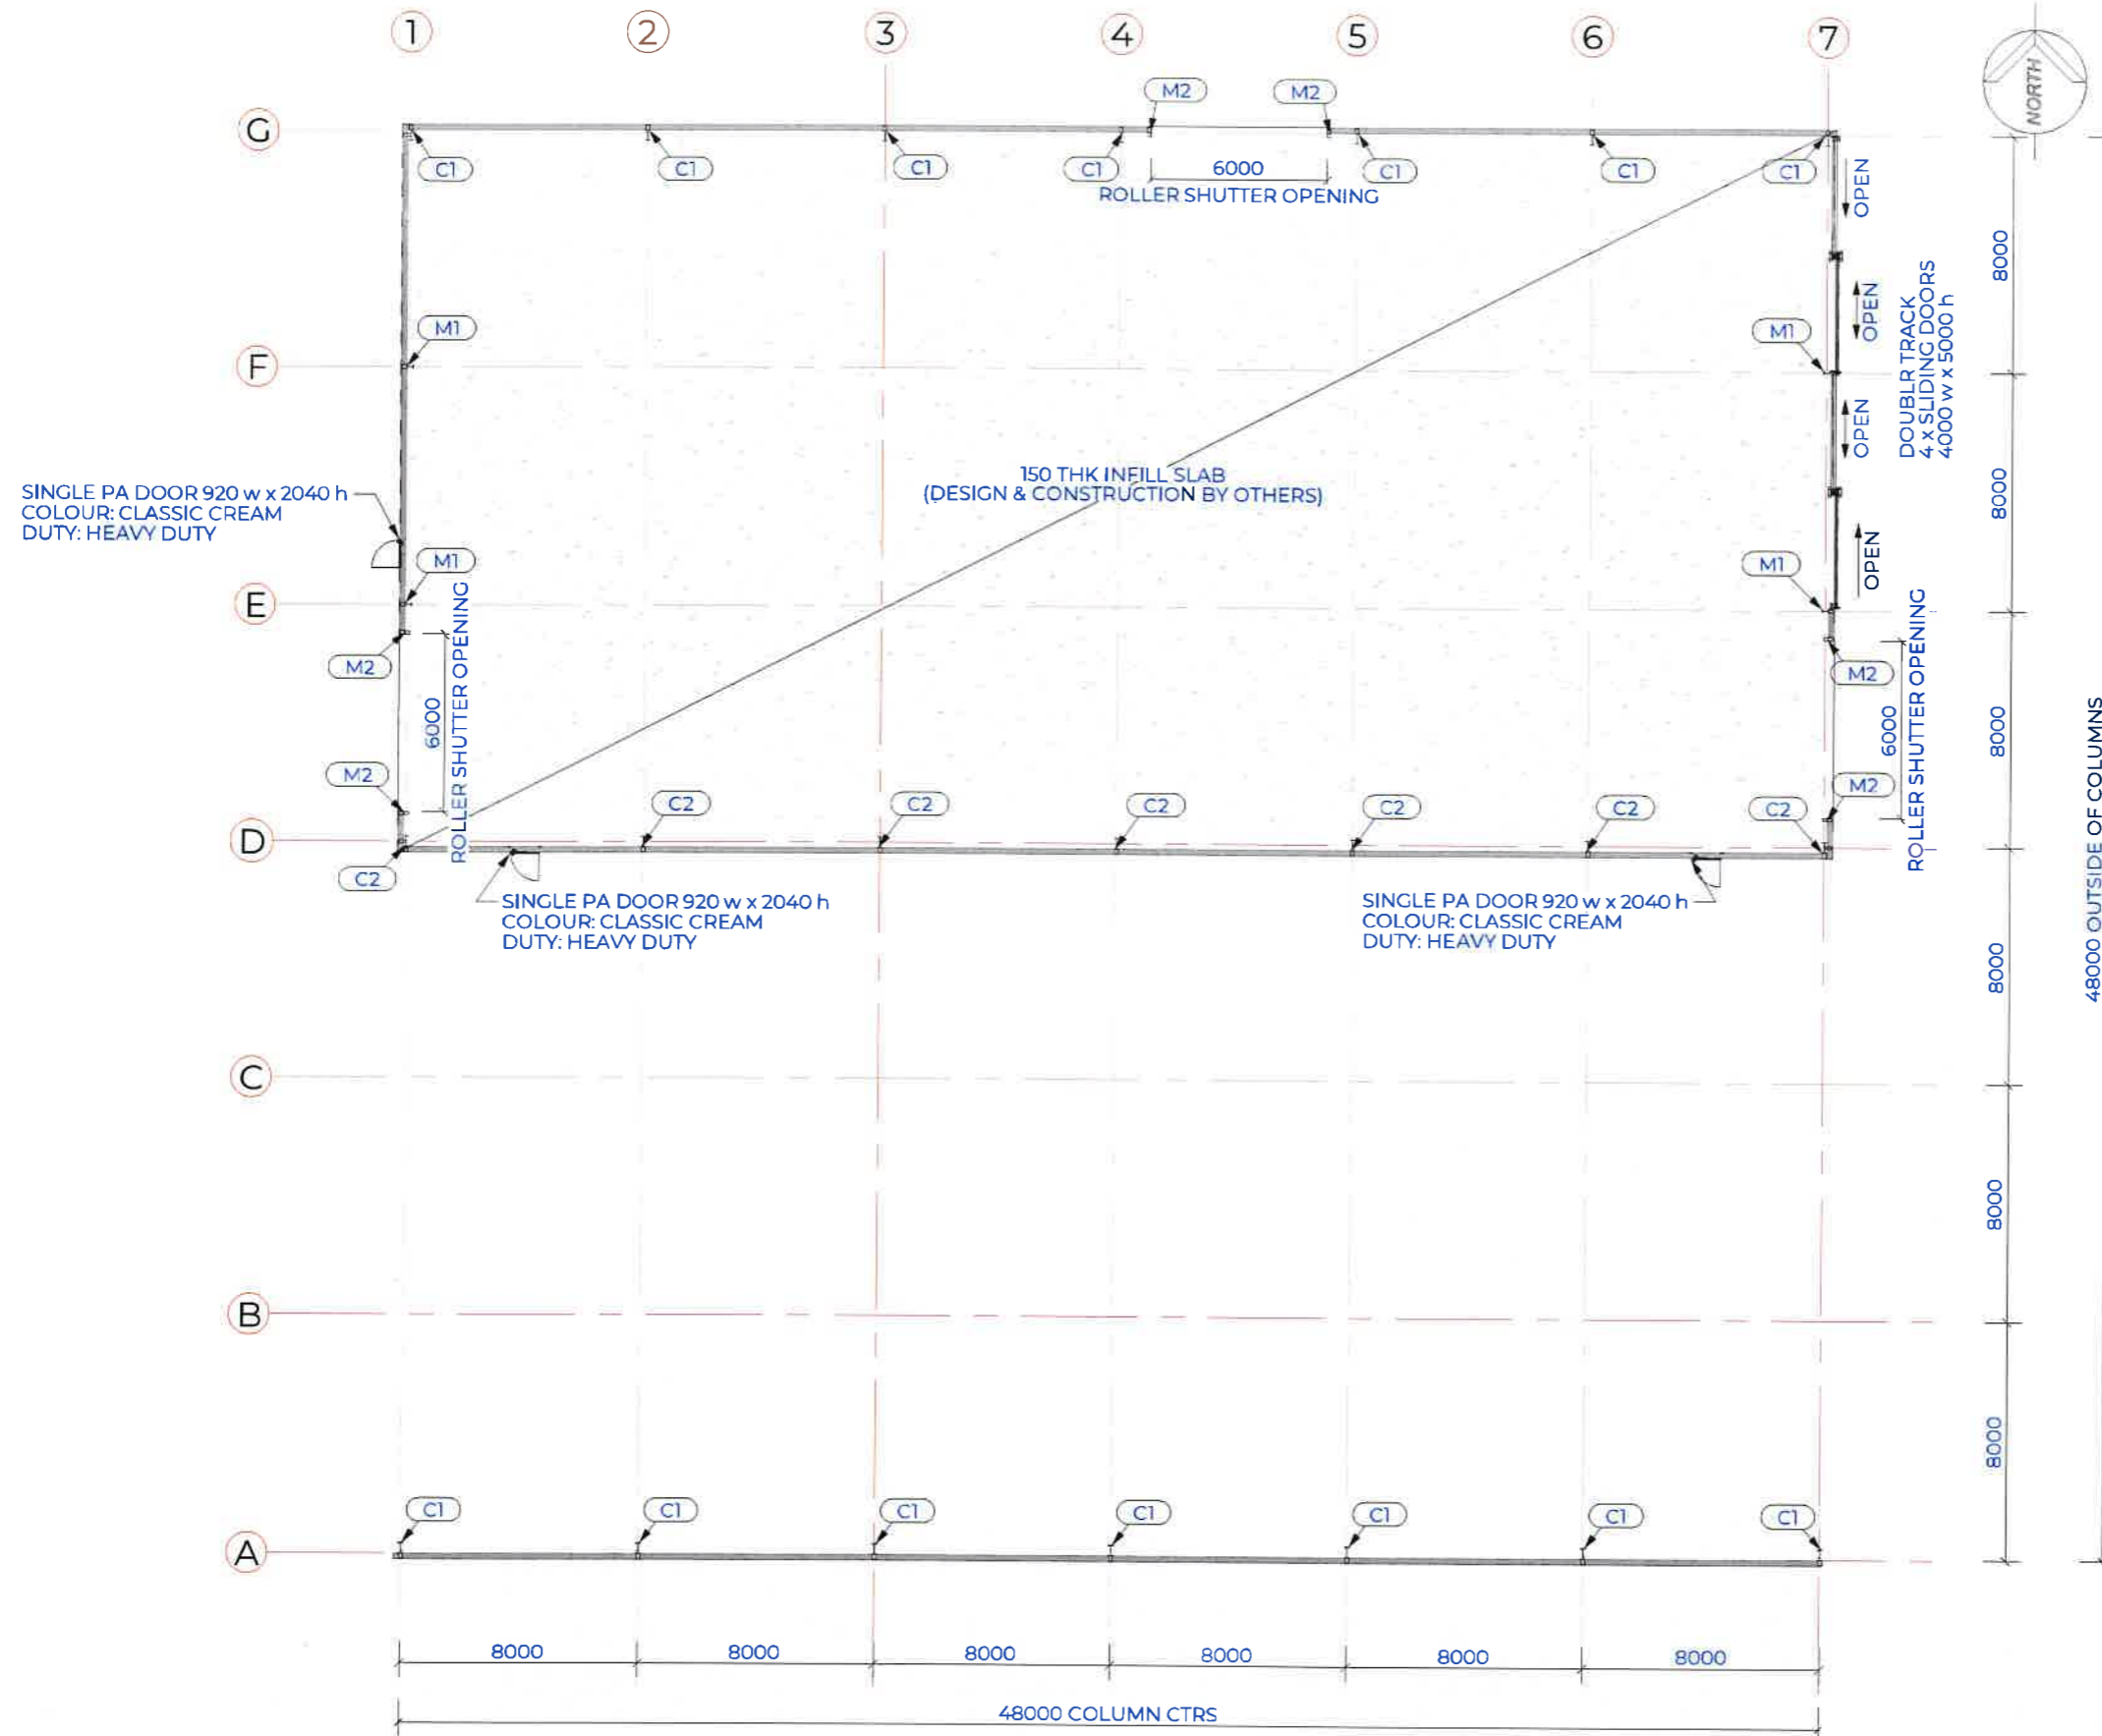 1 2 3 4 5 6 7
NORTH
G
M2 M2
C1 C1 C1 C1 C1 C1 C1
6000
ROLLER SHUTTER OPENING
OPEN
8000
M1
F
M1
OPEN
OPEN
DOUBLR TRACK
4 x SLIDING DOORS
4000 w x 5000 h
150 THK INFILL SLAB
(DESIGN & CONSTRUCTION BY OTHERS)
SINGLE PA DOOR 920 w x 2040 h
COLOUR: CLASSIC CREAM
DUTY: HEAVY DUTY
8000
M1
E
M1
OPEN
M2
6000
ROLLER SHUTTER OPENING
M2
M2
6000
ROLLER SHUTTER OPENING
M2
8000
48000 OUTSIDE OF COLUMNS
D
C2 C2 C2 C2 C2 C2 C2
SINGLE PA DOOR 920 w x 2040 h
COLOUR: CLASSIC CREAM
DUTY: HEAVY DUTY
SINGLE PA DOOR 920 w x 2040 h
COLOUR: CLASSIC CREAM
DUTY: HEAVY DUTY
8000
C
8000
B
8000
A
C1 C1 C1 C1 C1 C1 C1
8000 8000 8000 8000 8000 8000
48000 COLUMN CTRS